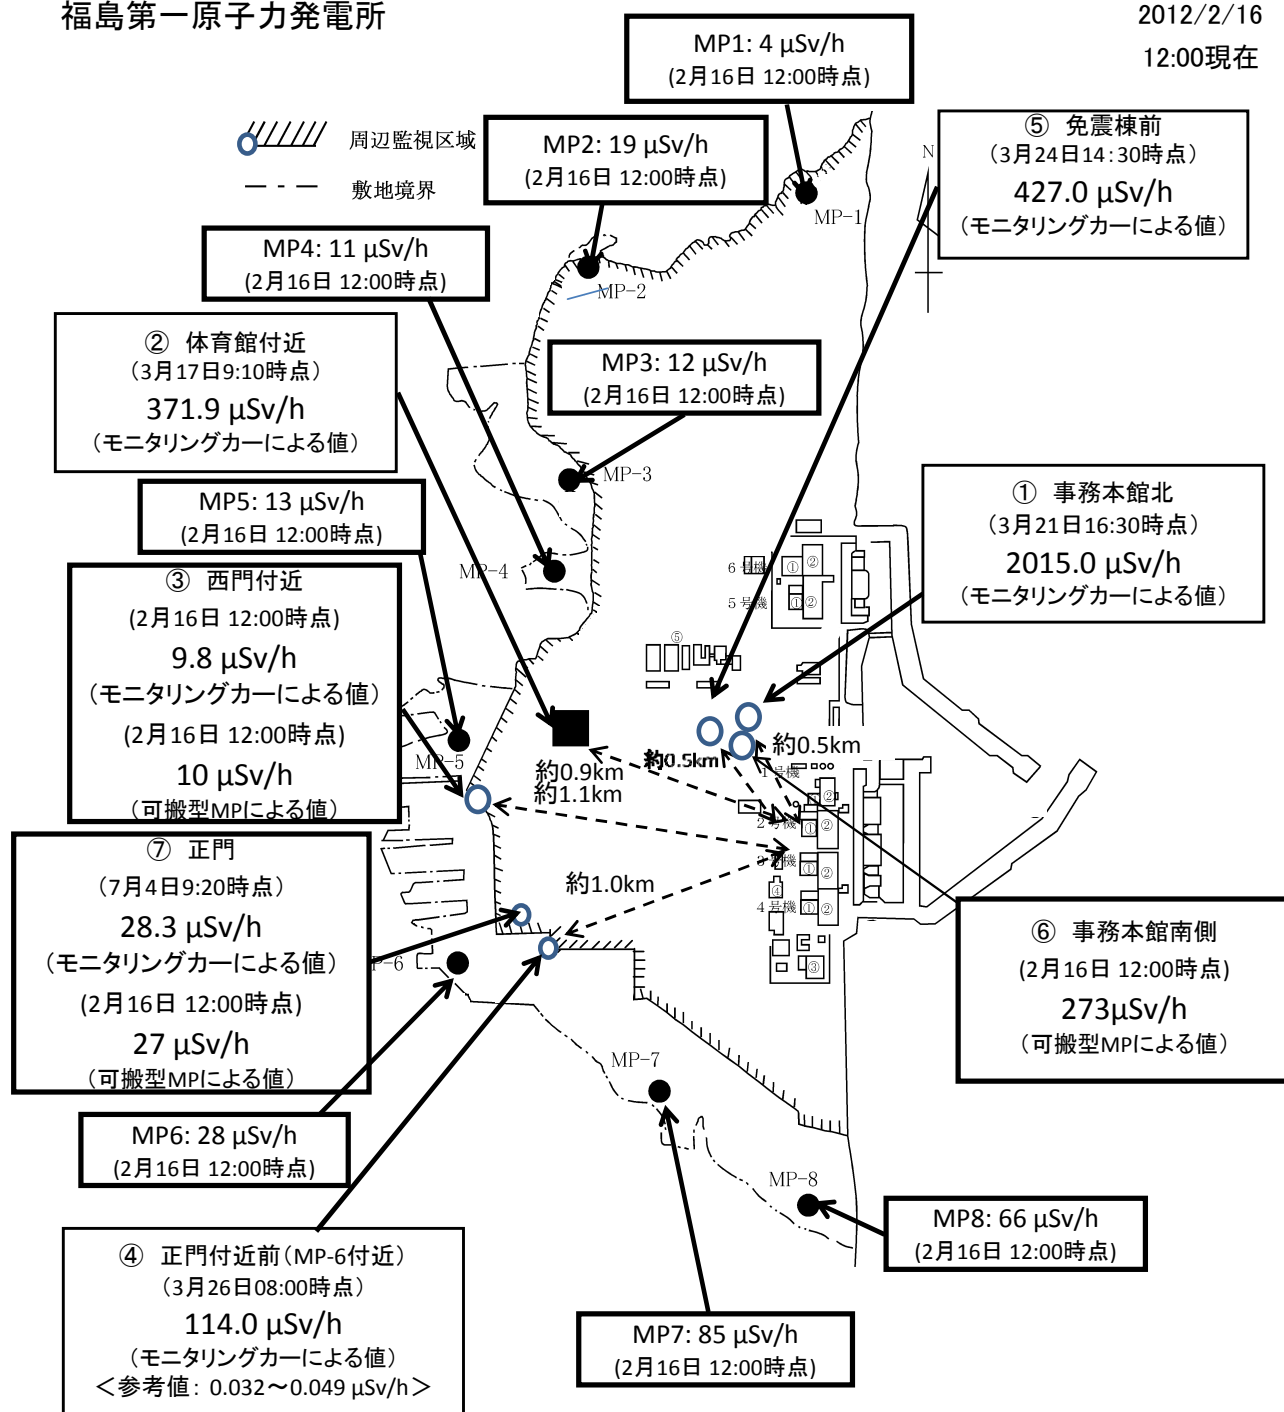 福島第一原子力発電所
2012/2/16
12:00現在
周辺監視区域
敷地境界
MP1: 4 μSv/h
(2月16日 12:00時点)
MP2: 19 μSv/h
(2月16日 12:00時点)
MP4: 11 μSv/h
(2月16日 12:00時点)
⑤ 免震棟前
(3月24日14:30時点)
427.0 μSv/h
(モニタリングカーによる値)
N
MP-1
MP-2
② 体育館付近
(3月17日9:10時点)
371.9 μSv/h
(モニタリングカーによる値)
MP3: 12 μSv/h
(2月16日 12:00時点)
MP-3
MP5: 13 μSv/h
(2月16日 12:00時点)
① 事務本館北
(3月21日16:30時点)
2015.0 μSv/h
(モニタリングカーによる値)
MP-4
6号機
① ②
5号機
① ②
⑤
③ 西門付近
(2月16日 12:00時点)
9.8 μSv/h
(モニタリングカーによる値)
(2月16日 12:00時点)
10 μSv/h
(可搬型MPによる値)
MP-5
約0.9km
約1.1km
約0.5km
約0.5km
1号機
②
2号機
① ②
3号機
① ②
④
4号機
① ②
③
約1.0km
⑦ 正門
(7月4日9:20時点)
28.3 μSv/h
(モニタリングカーによる値)
(2月16日 12:00時点)
27 μSv/h
(可搬型MPによる値)
P-6
⑥ 事務本館南側
(2月16日 12:00時点)
273μSv/h
(可搬型MPによる値)
MP-7
MP6: 28 μSv/h
(2月16日 12:00時点)
MP-8
MP8: 66 μSv/h
(2月16日 12:00時点)
④ 正門付近前(MP-6付近)
(3月26日08:00時点)
114.0 μSv/h
(モニタリングカーによる値)
<参考値: 0.032～0.049 μSv/h>
MP7: 85 μSv/h
(2月16日 12:00時点)